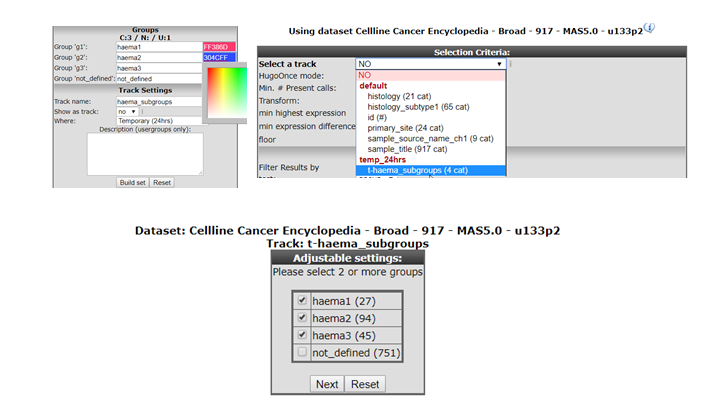 Groups
C:3 / N: / U:1
Group 'g1': haema1 FF386D
Group 'g2': haema2 304CFF
Group 'g3': haema3
Group 'not_defined': not_defined
Track Settings
Track name: haema_subgroups
Show as track: no
Where: Temporary (24hrs)
Description (usergroups only):
Build set Reset
Using dataset Cellline Cancer Encyclopedia - Broad - 917 - MAS5.0 - u133p2
Selection Criteria:
Select a track NO
HugoOnce mode:
Min. # Present calls:
Transform:
min highest expression
min expression difference
floor
Filter Results by
NO
default
histology (21 cat)
histology_subtype1 (65 cat)
id (#)
primary_site (24 cat)
sample_source_name_ch1 (9 cat)
sample_title (917 cat)
temp_24hrs
t-haema_subgroups (4 cat)
Dataset: Cellline Cancer Encyclopedia - Broad - 917 - MAS5.0 - u133p2
Track: t-haema_subgroups
Adjustable settings:
Please select 2 or more groups
haema1 (27)
haema2 (94)
haema3 (45)
not_defined (751)
Next Reset